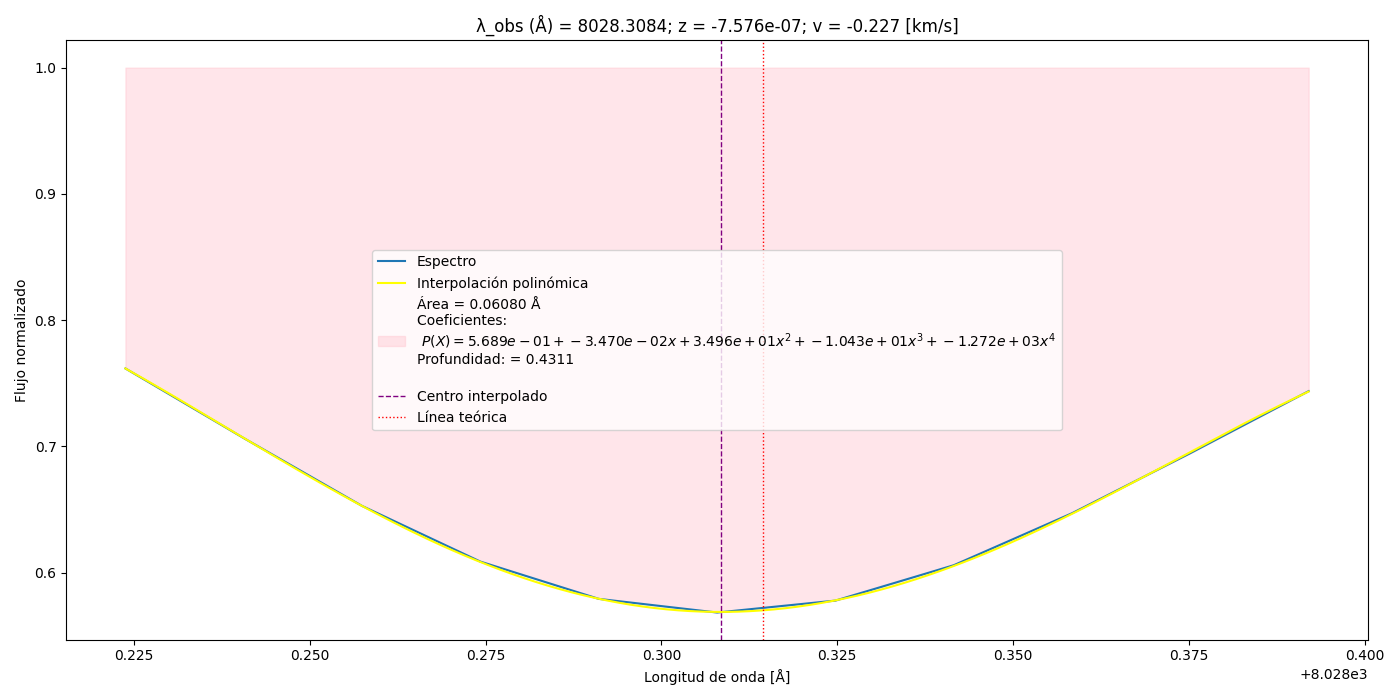 λ_obs (Å) = 8028.3084; z = -7.576e-07; v = -0.227 [km/s]
Flujo normalizado
1.0
0.9
0.8
0.7
0.6
Espectro
Interpolación polinómica
Área = 0.06080 Å
Coeficientes:
P(X) = 5.689e − 01 + −3.470e − 02x + 3.496e + 01x² + −1.043e + 01x³ + −1.272e + 03x⁴
Profundidad: = 0.4311
Centro interpolado
Línea teórica
0.225 0.250 0.275 0.300 0.325 0.350 0.375 0.400
Longitud de onda [Å]
+8.028e3